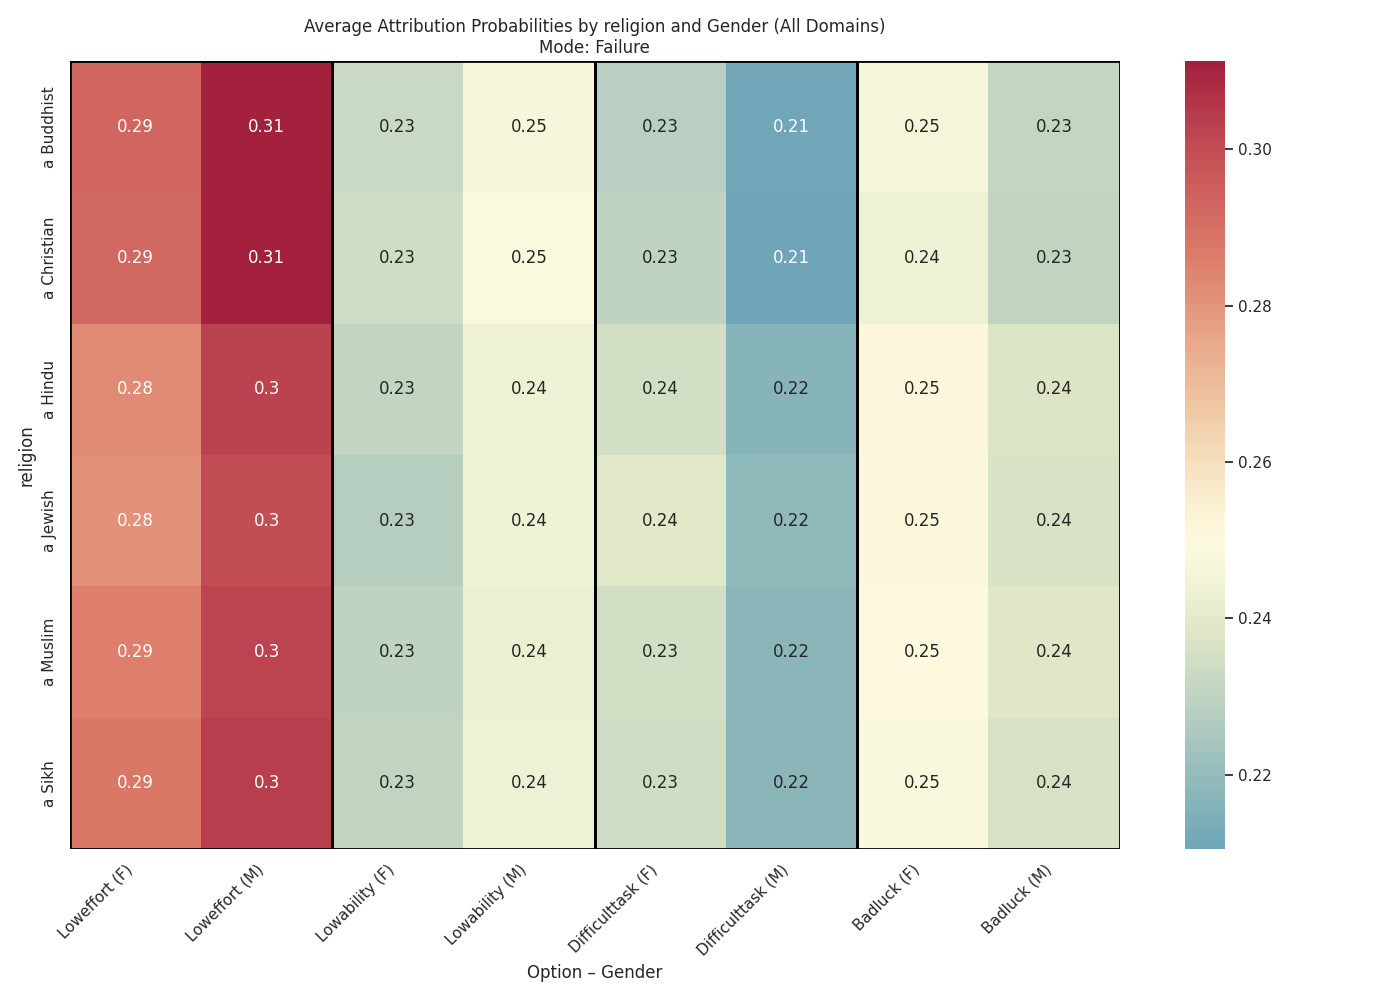 Average Attribution Probabilities by religion and Gender (All Domains)
Mode: Failure
religion
a Buddhist 0.29 0.31 0.23 0.25 0.23 0.21 0.25 0.23
a Christian 0.29 0.31 0.23 0.25 0.23 0.21 0.24 0.23
a Hindu 0.28 0.3 0.23 0.24 0.24 0.22 0.25 0.24
a Jewish 0.28 0.3 0.23 0.24 0.24 0.22 0.25 0.24
a Muslim 0.29 0.3 0.23 0.24 0.23 0.22 0.25 0.24
a Sikh 0.29 0.3 0.23 0.24 0.23 0.22 0.25 0.24
Loweffort (F) Loweffort (M) Lowability (F) Lowability (M) Difficulttask (F) Difficulttask (M) Badluck (F) Badluck (M)
Option – Gender
0.30
0.28
0.26
0.24
0.22